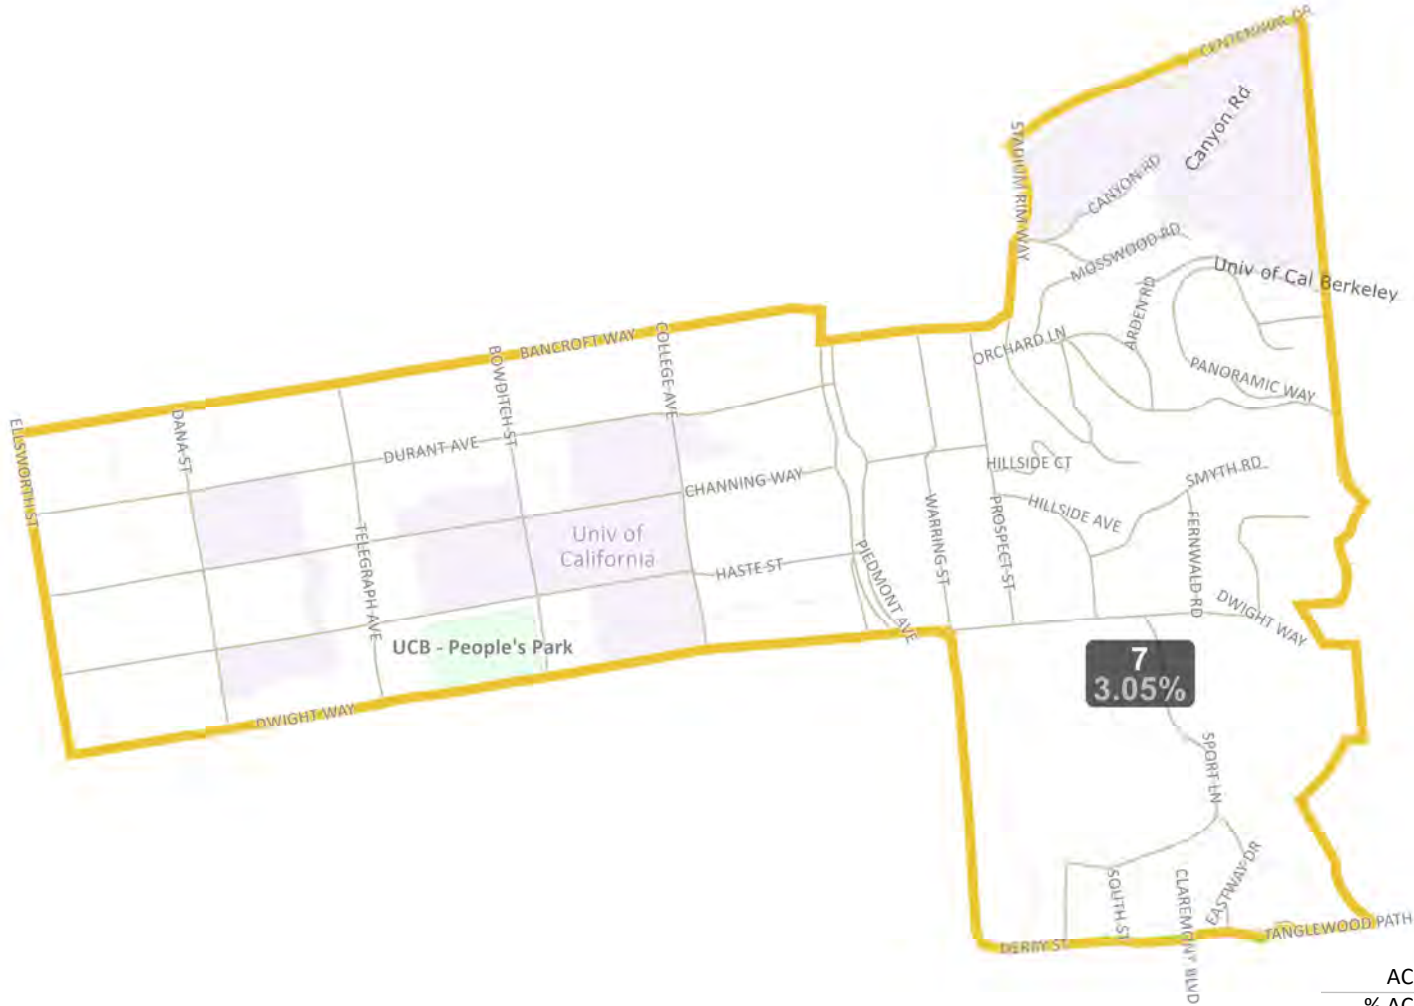 CENTENNIAL DR
Canyon Rd
STADIUM RIM WAY
CANYON RD
MOSSWOOD RD
Univ of Cal Berkeley
ARDEN RD
ORCHARD LN
PANORAMIC WAY
BANCROFT WAY
COLLEGE AVE
BOWDITCH ST
DANA ST
ELLSWORTH ST
DURANT AVE
HILLSIDE CT
SMYTH RD
CHANNING WAY
HILLSIDE AVE
WARRING ST
PROSPECT ST
FERNWALD RD
Univ of
California
TELEGRAPH AVE
HASTE ST
PIEDMONT AVE
DWIGHT WAY
UCB - People's Park
7
3.05%
DWIGHT WAY
SPORT LN
EASTWAY DR
SOUTH ST
CLAREMONT BLVD
DERBY ST
TANGLEWOOD PATH
AC
% AC